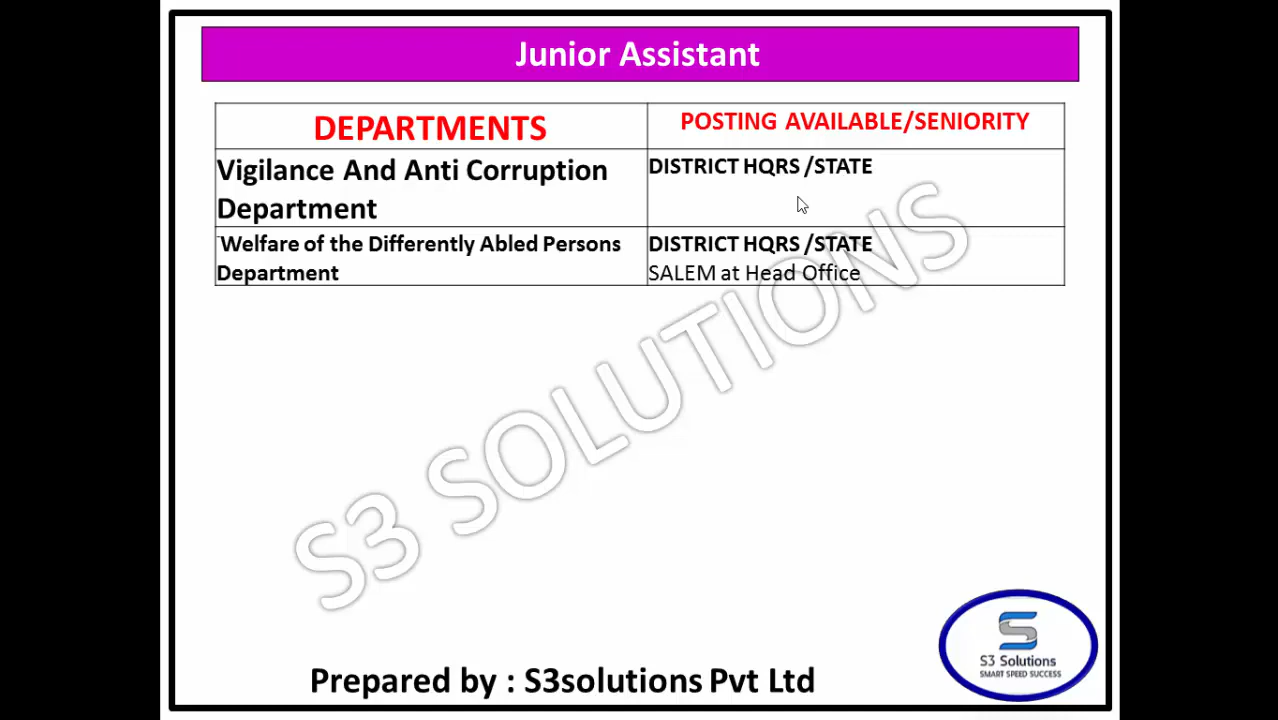 Junior Assistant
DEPARTMENTS
POSTING AVAILABLE/SENIORITY
Vigilance And Anti Corruption
Department
DISTRICT HQRS /STATE
Welfare of the Differently Abled Persons
Department
DISTRICT HQRS /STATE
SALEM at Head Office
S3 SOLUTIONS
S3 Solutions
SMART SPEED SUCCESS
Prepared by : S3solutions Pvt Ltd